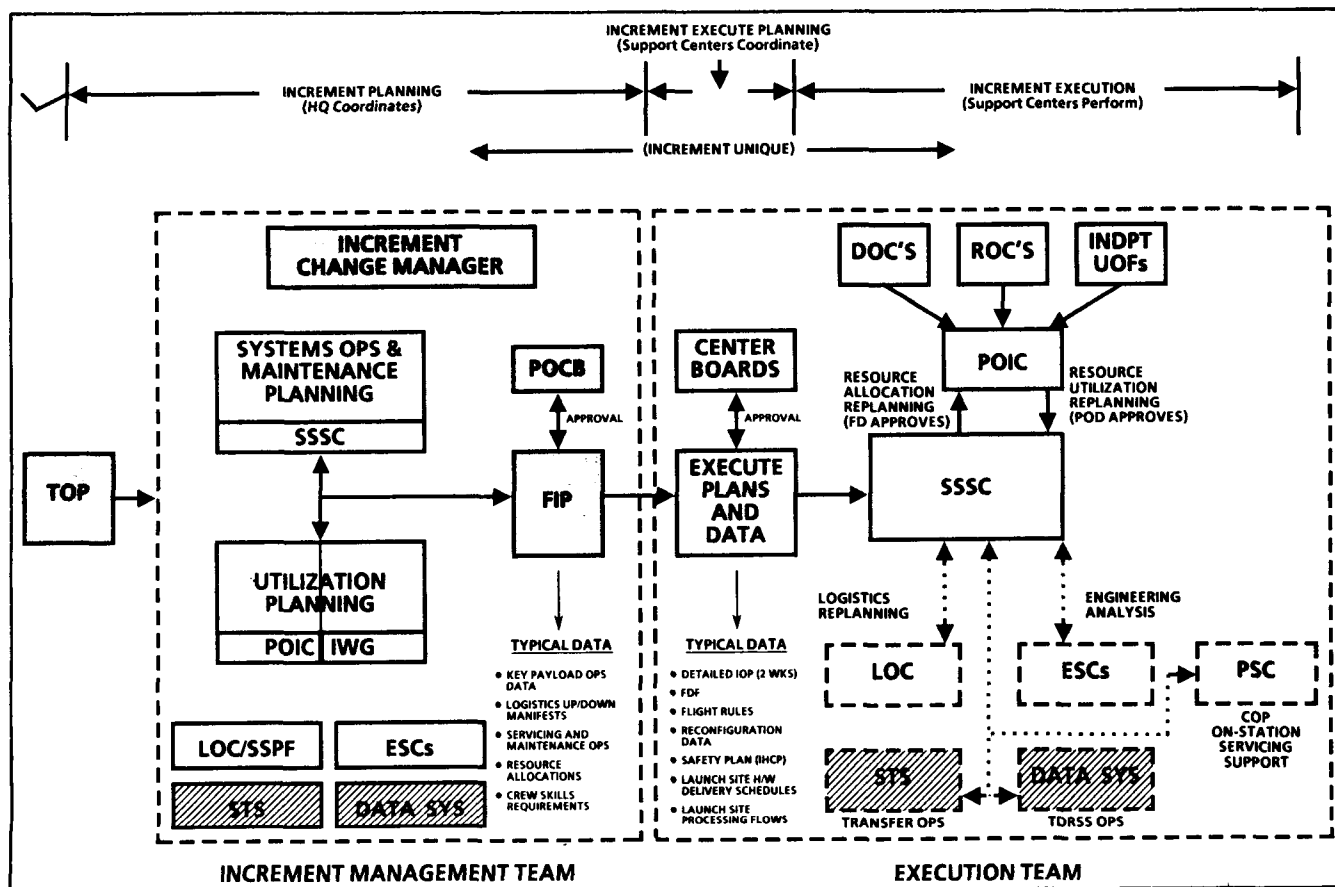 INCREMENT EXECUTE PLANNING
(Support Centers Coordinate)
INCREMENT PLANNING
(HQ Coordinates)
INCREMENT EXECUTION
(Support Centers Perform)
(INCREMENT UNIQUE)
INCREMENT
CHANGE MANAGER
SYSTEMS OPS &
MAINTENANCE
PLANNING
SSSC
TOP
UTILIZATION
PLANNING
POIC
IWG
LOC/SSPF
ESCs
STS
DATA SYS
POCB
APPROVAL
FIP
TYPICAL DATA
• KEY PAYLOAD OPS
DATA
• LOGISTICS UP/DOWN
MANIFESTS
• SERVICING AND
MAINTENANCE OPS
• RESOURCE
ALLOCATIONS
• CREW SKILLS
REQUIREMENTS
INCREMENT MANAGEMENT TEAM
CENTER
BOARDS
APPROVAL
EXECUTE
PLANS
AND
DATA
TYPICAL DATA
• DETAILED IOP (2 WKS)
• FDF
• FLIGHT RULES
• RECONFIGURATION
DATA
• SAFETY PLAN (IHCP)
• LAUNCH SITE H/W
DELIVERY SCHEDULES
• LAUNCH SITE
PROCESSING FLOWS
DOC'S
ROC'S
INDPT
UOFs
POIC
RESOURCE
ALLOCATION
REPLANNING
(FD APPROVES)
RESOURCE
UTILIZATION
REPLANNING
(POD APPROVES)
SSSC
LOGISTICS
REPLANNING
ENGINEERING
ANALYSIS
LOC
ESCs
PSC
COP
ON-STATION
SERVICING
SUPPORT
STS
TRANSFER OPS
DATA SYS
TDRSS OPS
EXECUTION TEAM